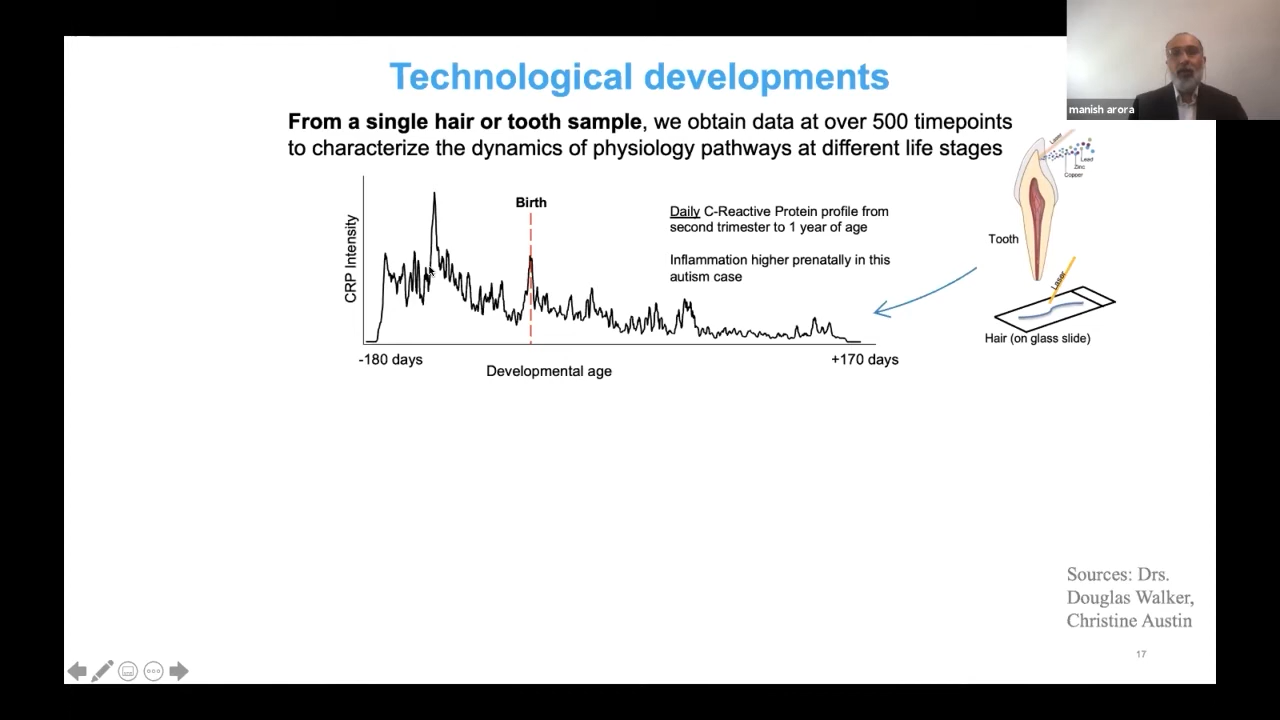 manish arora
Technological developments
From a single hair or tooth sample, we obtain data at over 500 timepoints
to characterize the dynamics of physiology pathways at different life stages
CRP Intensity
Birth
Daily C-Reactive Protein profile from
second trimester to 1 year of age
Inflammation higher prenatally in this
autism case
-180 days
+170 days
Developmental age
Laser
Lead
Zinc
Copper
Tooth
Laser
Hair (on glass slide)
Sources: Drs.
Douglas Walker,
Christine Austin
17